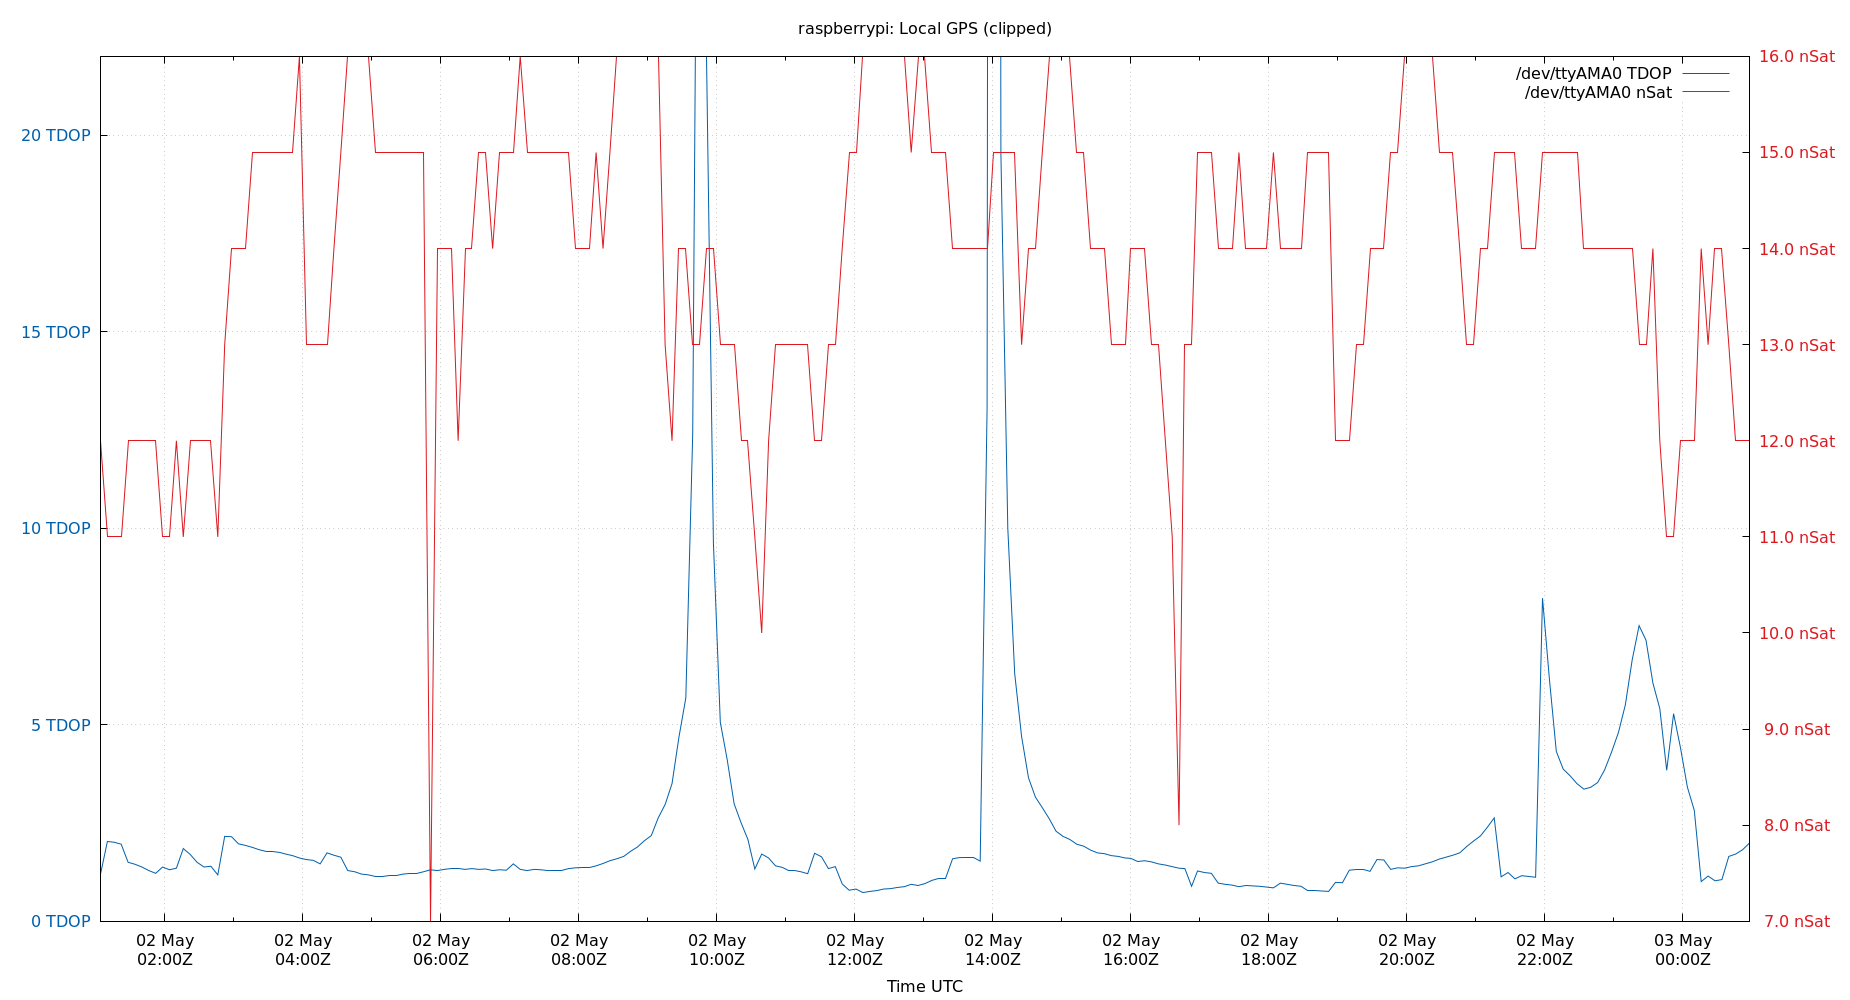 raspberrypi: Local GPS (clipped)
/dev/ttyAMA0 TDOP
/dev/ttyAMA0 nSat
20 TDOP
15 TDOP
10 TDOP
5 TDOP
0 TDOP
16.0 nSat
15.0 nSat
14.0 nSat
13.0 nSat
12.0 nSat
11.0 nSat
10.0 nSat
9.0 nSat
8.0 nSat
7.0 nSat
02 May 02 May 02 May 02 May 02 May 02 May 02 May 02 May 02 May 02 May 02 May 03 May
02:00Z 04:00Z 06:00Z 08:00Z 10:00Z 12:00Z 14:00Z 16:00Z 18:00Z 20:00Z 22:00Z 00:00Z
Time UTC